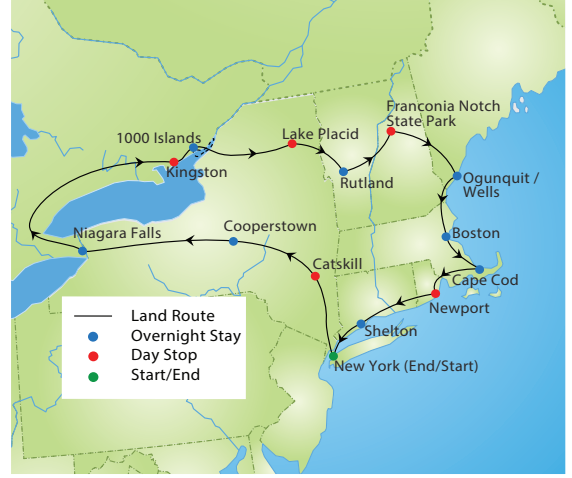 Franconia Notch
State Park
1000 Islands
Lake Placid
Kingston
Rutland
Ogunquit /
Wells
Niagara Falls
Cooperstown
Boston
Catskill
Cape Cod
Newport
Shelton
New York (End/Start)
Land Route
Overnight Stay
Day Stop
Start/End